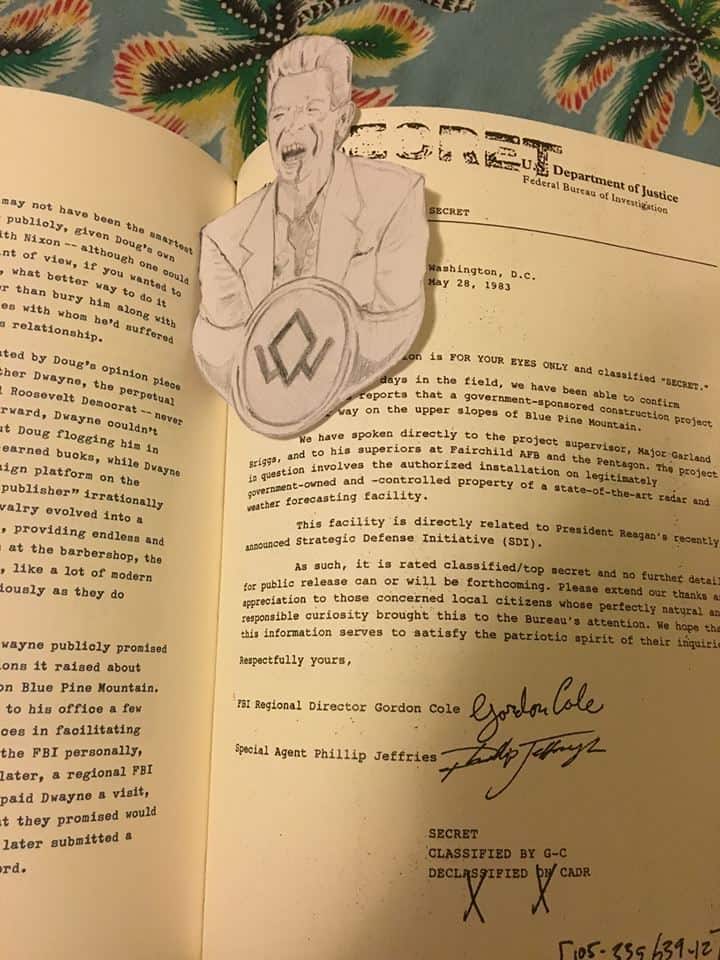 may not have been the smartest
publicly, given Doug's own
ith Nixon -- although one could
nt of view, if you wanted to
, what better way to do it
r than bury him along with
es with whom he'd suffered
s relationship.
ted by Doug's opinion piece
ther Dwayne, the perpetual
Roosevelt Democrat -- never
rward, Dwayne couldn't
ut Doug flogging him in
earned bucks, while Dwayne
aign platform on the
publisher" irrationally
valry evolved into a
, providing endless and
at the barbershop, the
, like a lot of modern
iously as they do
wayne publicly promised
ons it raised about
on Blue Pine Mountain.
to his office a few
oes in facilitating
the FBI personally,
later, a regional FBI
paid Dwayne a visit,
t they promised would
later submitted a
rd.
SECRET
U.S. Department of Justice
Federal Bureau of Investigation
SECRET
Washington, D.C.
May 28, 1983
on is FOR YOUR EYES ONLY and classified "SECRET."
days in the field, we have been able to confirm
reports that a government-sponsored construction project
way on the upper slopes of Blue Pine Mountain.
We have spoken directly to the project supervisor, Major Garland
Briggs, and to his superiors at Fairchild AFB and the Pentagon. The project
in question involves the authorized installation on legitimately
government-owned and -controlled property of a state-of-the-art radar and
weather forecasting facility.
This facility is directly related to President Reagan's recently
announced Strategic Defense Initiative (SDI).
As such, it is rated classified/top secret and no further detai
for public release can or will be forthcoming. Please extend our thanks a
appreciation to those concerned local citizens whose perfectly natural an
responsible curiosity brought this to the Bureau's attention. We hope tha
this information serves to satisfy the patriotic spirit of their inquirie
Respectfully yours,
FBI Regional Director Gordon Cole Gordon Cole
Special Agent Phillip Jeffries Phillip Jeffries
SECRET
CLASSIFIED BY G-C
DECLASSIFIED ON CADR
X X